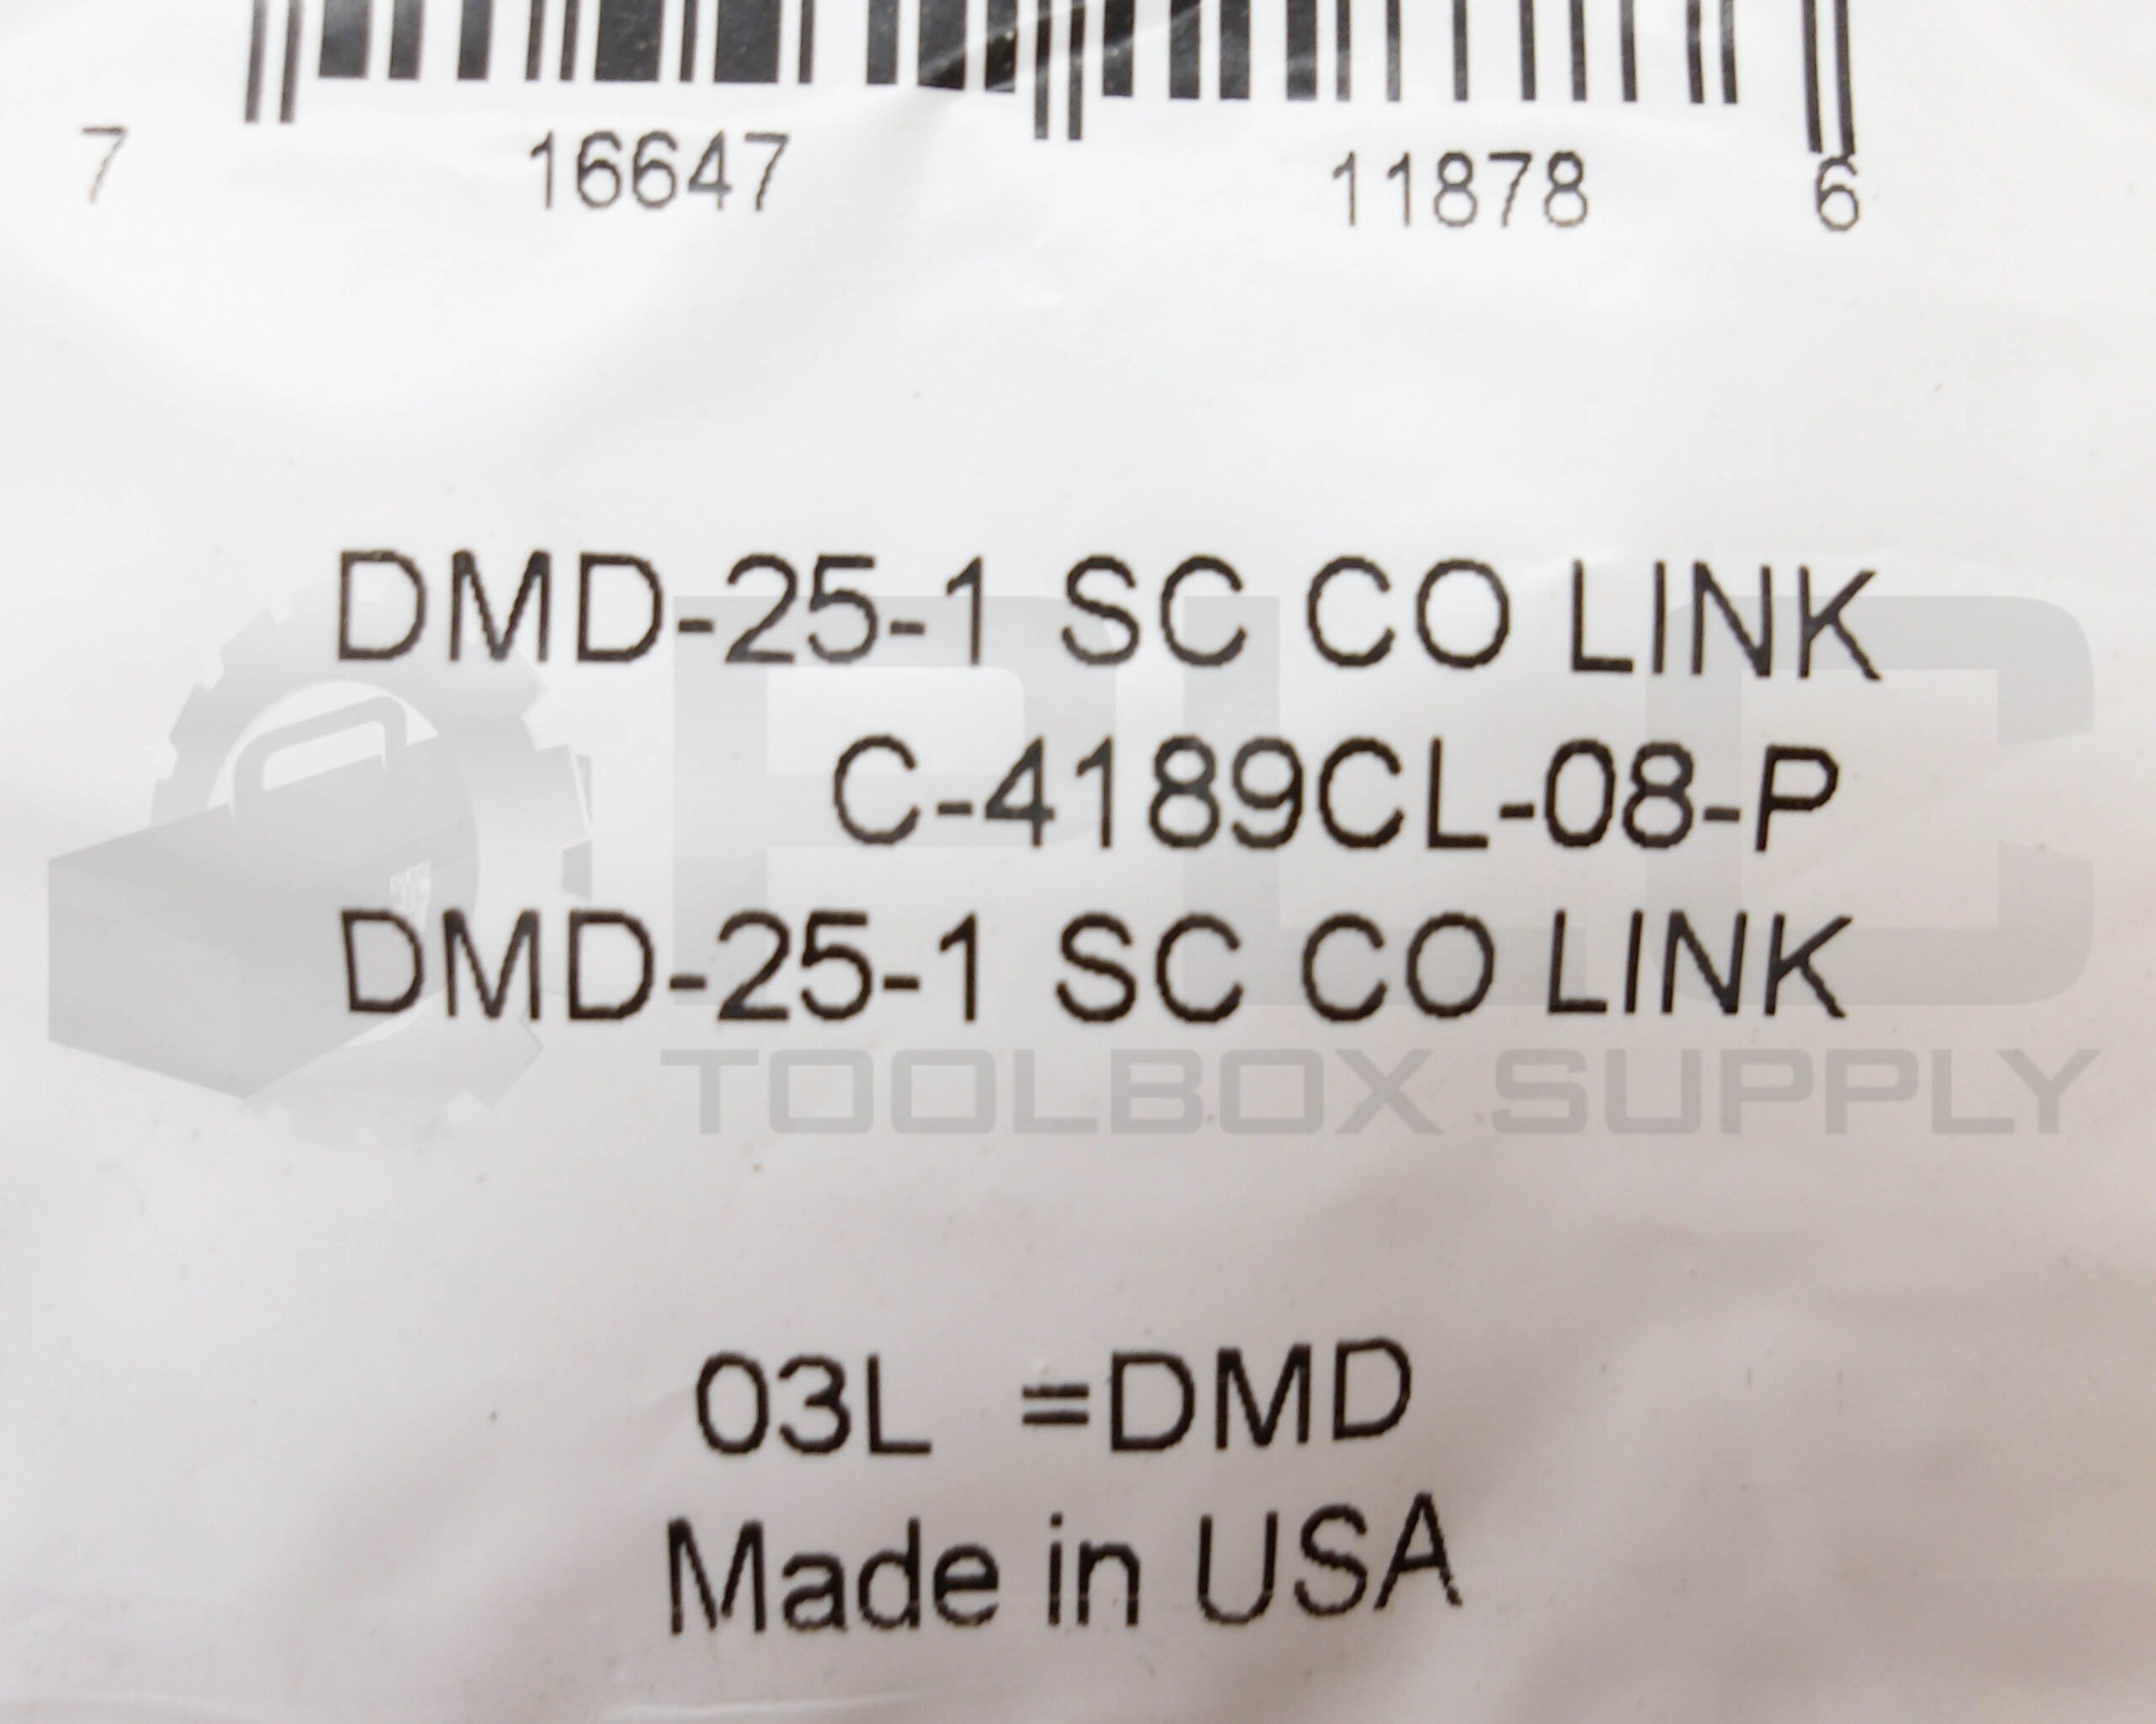 7 16647 11878 6
DMD-25-1 SC CO LINK
C-4189CL-08-P
DMD-25-1 SC CO LINK
PLC
TOOLBOX SUPPLY
03L =DMD
Made in USA